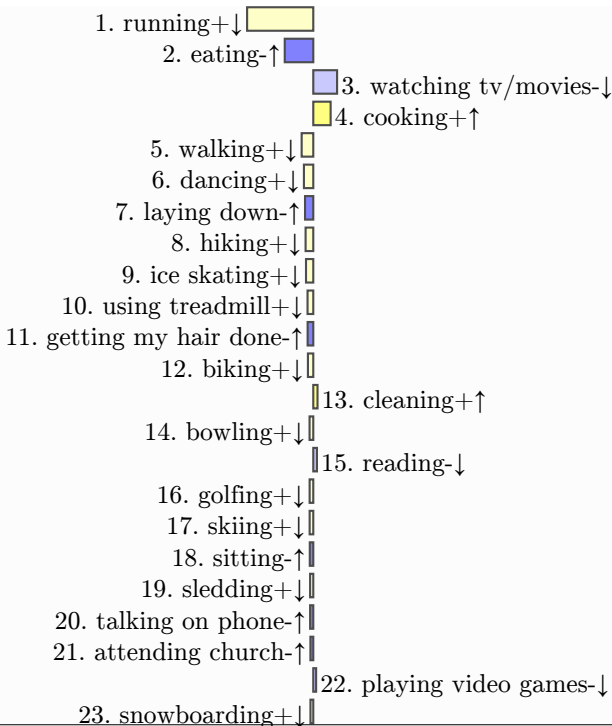 1. running+↓
2. eating-↑
3. watching tv/movies-↓
4. cooking+↑
5. walking+↓
6. dancing+↓
7. laying down-↑
8. hiking+↓
9. ice skating+↓
10. using treadmill+↓
11. getting my hair done-↑
12. biking+↓
13. cleaning+↑
14. bowling+↓
15. reading-↓
16. golfing+↓
17. skiing+↓
18. sitting-↑
19. sledding+↓
20. talking on phone-↑
21. attending church-↑
22. playing video games-↓
23. snowboarding+↓